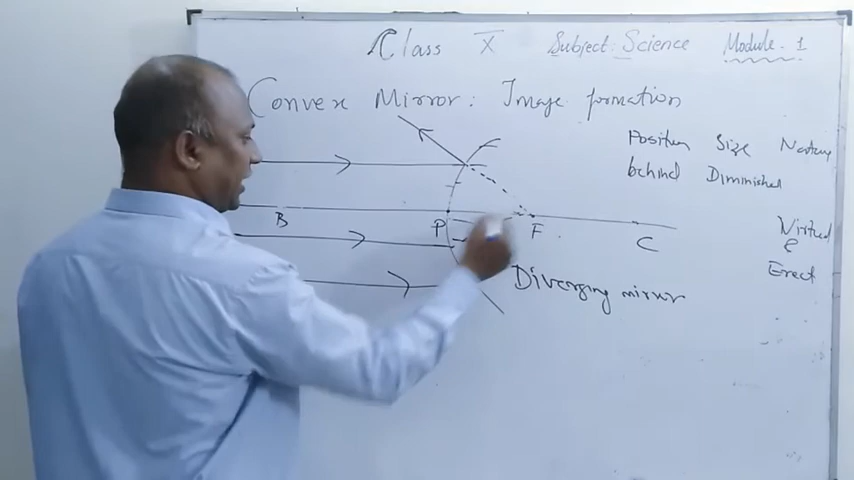 Class X Subject: Science Module - 1
Convex Mirror: Image formation
Position Size Nature
behind Diminished
B P F C
Virtual
&
Erect
Diverging mirror